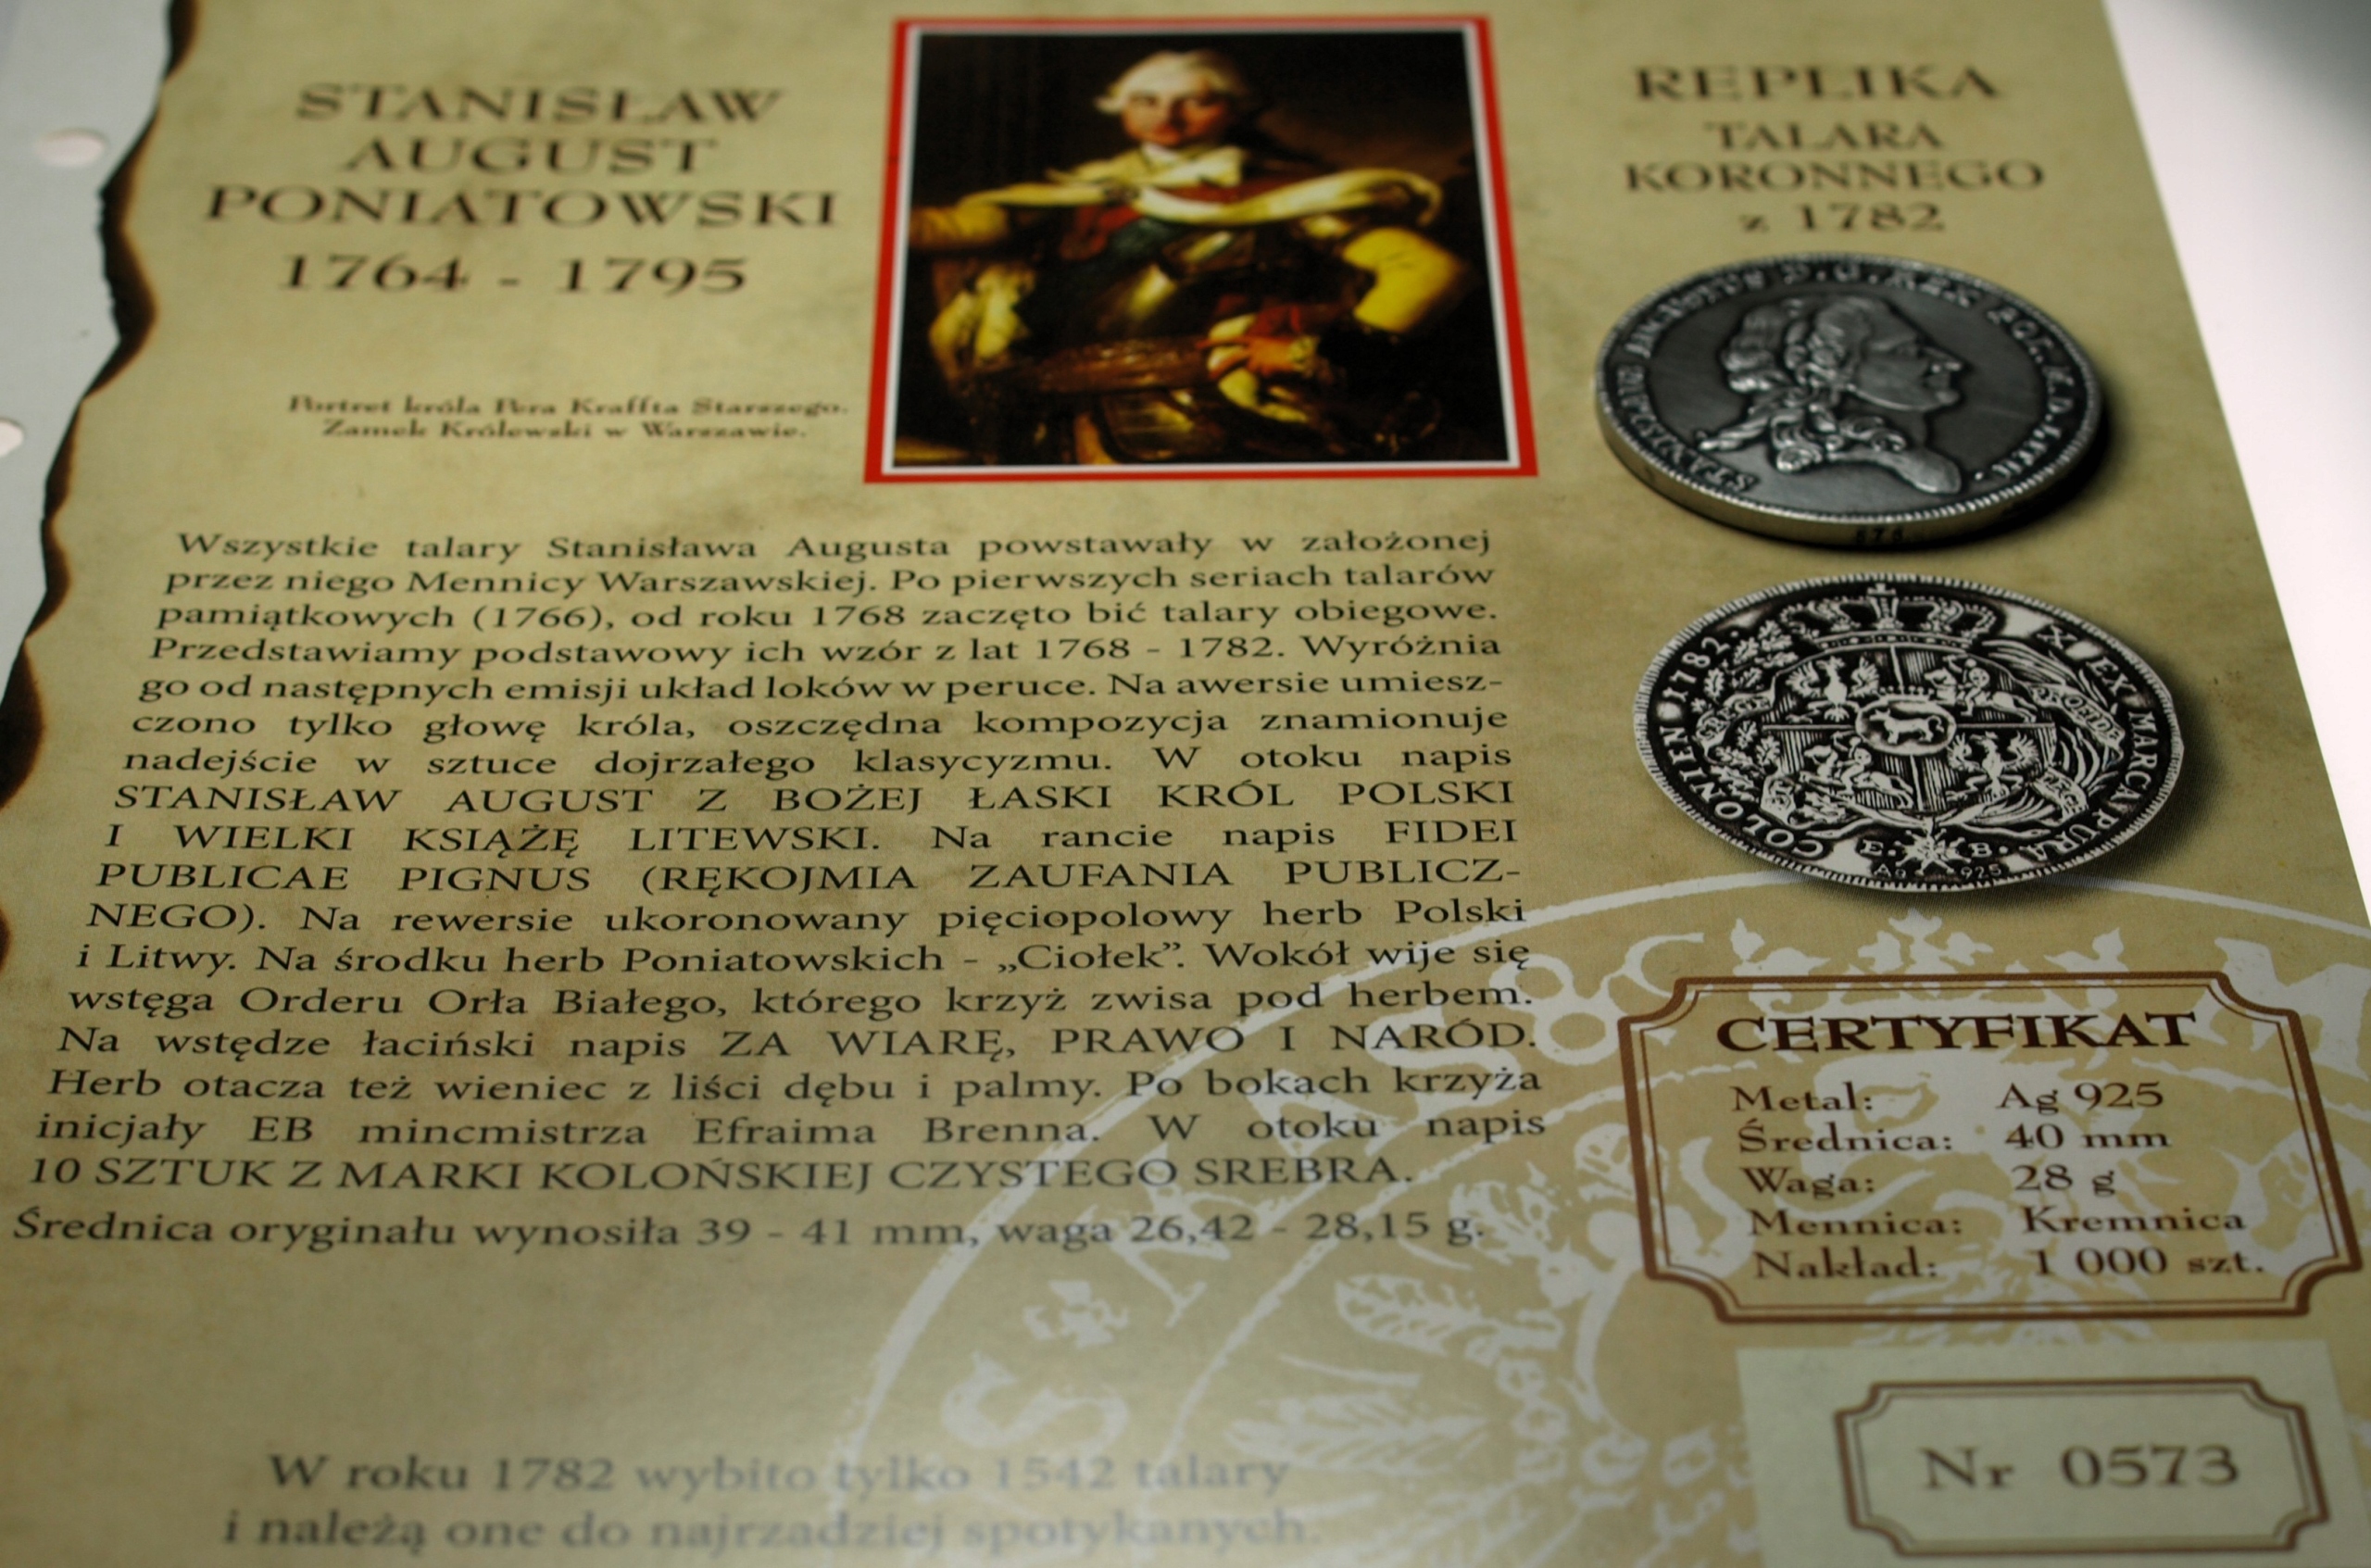 STANISŁAW
AUGUST
PONIATOWSKI
1764 - 1795
Portret króla Pera Kraffta Starszego.
Zamek Królewski w Warszawie.
REPLIKA
TALARA
KORONNEGO
z 1782
Wszystkie talary Stanisława Augusta powstawały w założonej
przez niego Mennicy Warszawskiej. Po pierwszych seriach talarów
pamiątkowych (1766), od roku 1768 zaczęto bić talary obiegowe.
Przedstawiamy podstawowy ich wzór z lat 1768 - 1782. Wyróżnia
go od następnych emisji układ loków w peruce. Na awersie umiesz-
czono tylko głowę króla, oszczędna kompozycja znamionuje
nadejście w sztuce dojrzałego klasycyzmu. W otoku napis
STANISŁAW AUGUST Z BOŻEJ ŁASKI KRÓL POLSKI
I WIELKI KSIĄŻĘ LITEWSKI. Na rancie napis FIDEI
PUBLICAE PIGNUS (RĘKOJMIA ZAUFANIA PUBLICZ-
NEGO). Na rewersie ukoronowany pięciopolowy herb Polski
i Litwy. Na środku herb Poniatowskich - „Ciołek”. Wokół wije się
wstęga Orderu Orła Białego, którego krzyż zwisa pod herbem.
Na wstędze łaciński napis ZA WIARĘ, PRAWO I NARÓD.
Herb otacza też wieniec z liści dębu i palmy. Po bokach krzyża
inicjały EB mincmistrza Efraima Brenna. W otoku napis
10 SZTUK Z MARKI KOLOŃSKIEJ CZYSTEGO SREBRA.
Średnica oryginału wynosiła 39 - 41 mm, waga 26,42 - 28,15 g.
W roku 1782 wybito tylko 1542 talary
i należą one do najrzadziej spotykanych.
STANISLAUS AUGUSTUS D. G. REX POL. M. D. LITU.
X EX MARCA PURA COLONIEN 1782.
E. B.
Ag 925
CERTYFIKAT
Metal: Ag 925
Średnica: 40 mm
Waga: 28 g
Mennica: Kremnica
Nakład: 1 000 szt.
Nr 0573